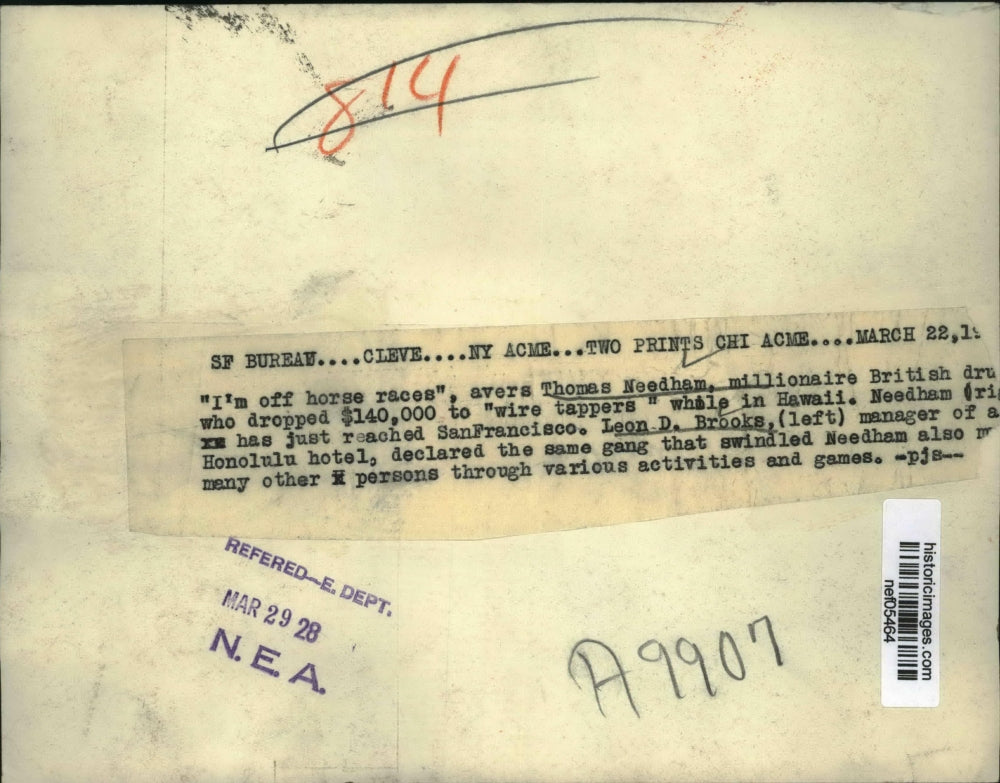 814
SF BUREAU....CLEVE....NY ACME...TWO PRINTS CHI ACME....MARCH 22,19
"I'm off horse races", avers Thomas Needham, millionaire British dru
who dropped $140,000 to "wire tappers " while in Hawaii. Needham (ri
xx has just reached SanFrancisco. Leon D. Brooks,(left) manager of a
Honolulu hotel, declared the same gang that swindled Needham also
many other X persons through various activities and games. -pjs--
REFERED-E. DEPT.
MAR 29 28
N. E. A.
A9907
historicimages.com
nef05464